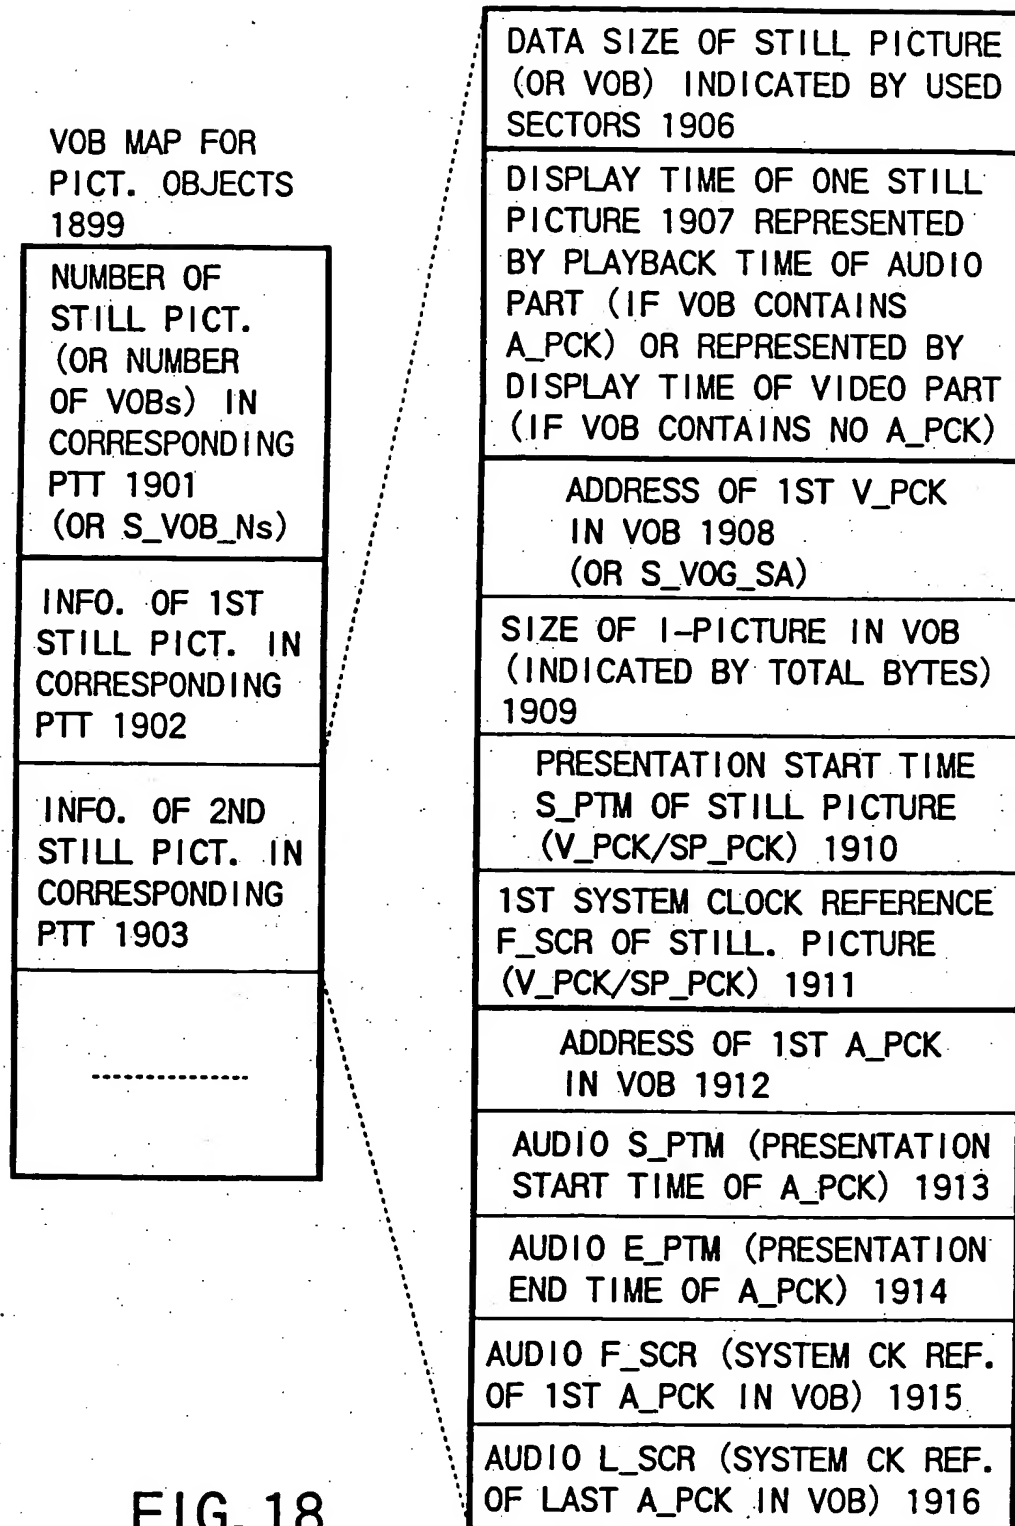 VOB MAP FOR
PICT. OBJECTS
1899
NUMBER OF
STILL PICT.
(OR NUMBER
OF VOBs) IN
CORRESPONDING
PTT 1901
(OR S_VOB_Ns)
INFO. OF 1ST
STILL PICT. IN
CORRESPONDING
PTT 1902
INFO. OF 2ND
STILL PICT. IN
CORRESPONDING
PTT 1903
DATA SIZE OF STILL PICTURE
(OR VOB) INDICATED BY USED
SECTORS 1906
DISPLAY TIME OF ONE STILL
PICTURE 1907 REPRESENTED
BY PLAYBACK TIME OF AUDIO
PART (IF VOB CONTAINS
A_PCK) OR REPRESENTED BY
DISPLAY TIME OF VIDEO PART
(IF VOB CONTAINS NO A_PCK)
ADDRESS OF 1ST V_PCK
IN VOB 1908
(OR S_VOG_SA)
SIZE OF I-PICTURE IN VOB
(INDICATED BY TOTAL BYTES)
1909
PRESENTATION START TIME
S_PTM OF STILL PICTURE
(V_PCK/SP_PCK) 1910
1ST SYSTEM CLOCK REFERENCE
F_SCR OF STILL. PICTURE
(V_PCK/SP_PCK) 1911
ADDRESS OF 1ST A_PCK
IN VOB 1912
AUDIO S_PTM (PRESENTATION
START TIME OF A_PCK) 1913
AUDIO E_PTM (PRESENTATION
END TIME OF A_PCK) 1914
AUDIO F_SCR (SYSTEM CK REF.
OF 1ST A_PCK IN VOB) 1915
AUDIO L_SCR (SYSTEM CK REF.
OF LAST A_PCK IN VOB) 1916
FIG. 18